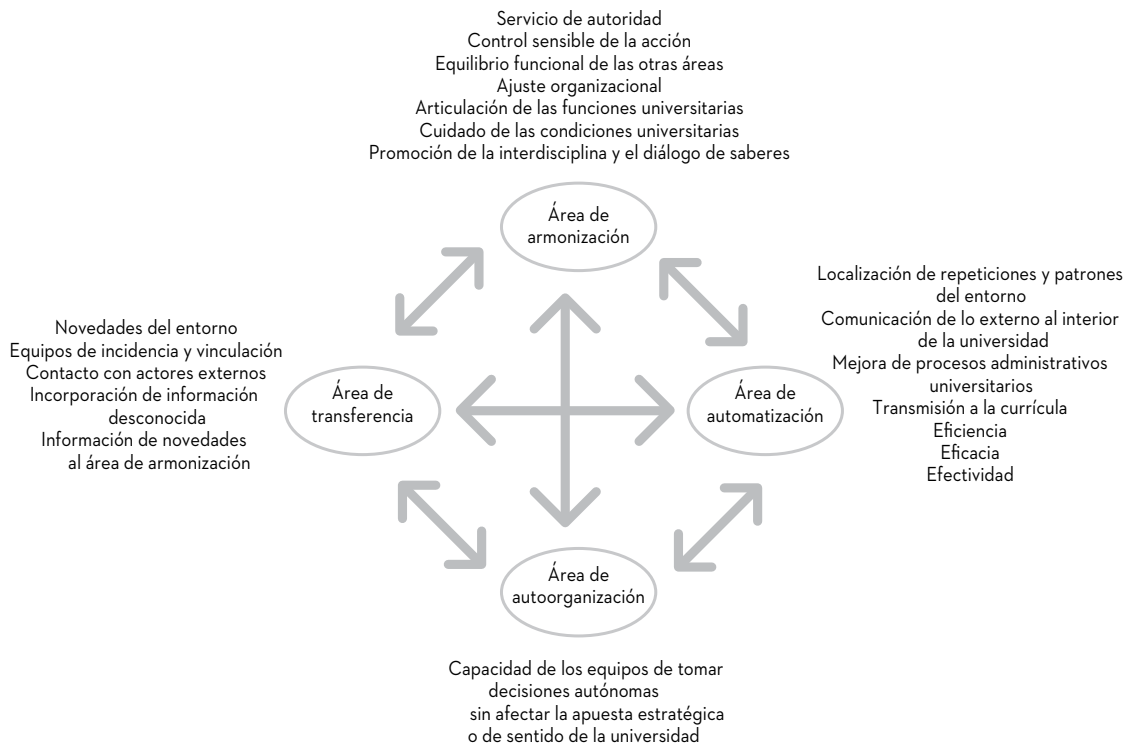 Servicio de autoridad
Control sensible de la acción
Equilibrio funcional de las otras áreas
Ajuste organizacional
Articulación de las funciones universitarias
Cuidado de las condiciones universitarias
Promoción de la interdisciplina y el diálogo de saberes
Área de
armonización
Novedades del entorno
Equipos de incidencia y vinculación
Contacto con actores externos
Incorporación de información
desconocida
Información de novedades
al área de armonización
Área de
transferencia
Área de
automatización
Localización de repeticiones y patrones
del entorno
Comunicación de lo externo al interior
de la universidad
Mejora de procesos administrativos
universitarios
Transmisión a la currícula
Eficiencia
Eficacia
Efectividad
Área de
autoorganización
Capacidad de los equipos de tomar
decisiones autónomas
sin afectar la apuesta estratégica
o de sentido de la universidad